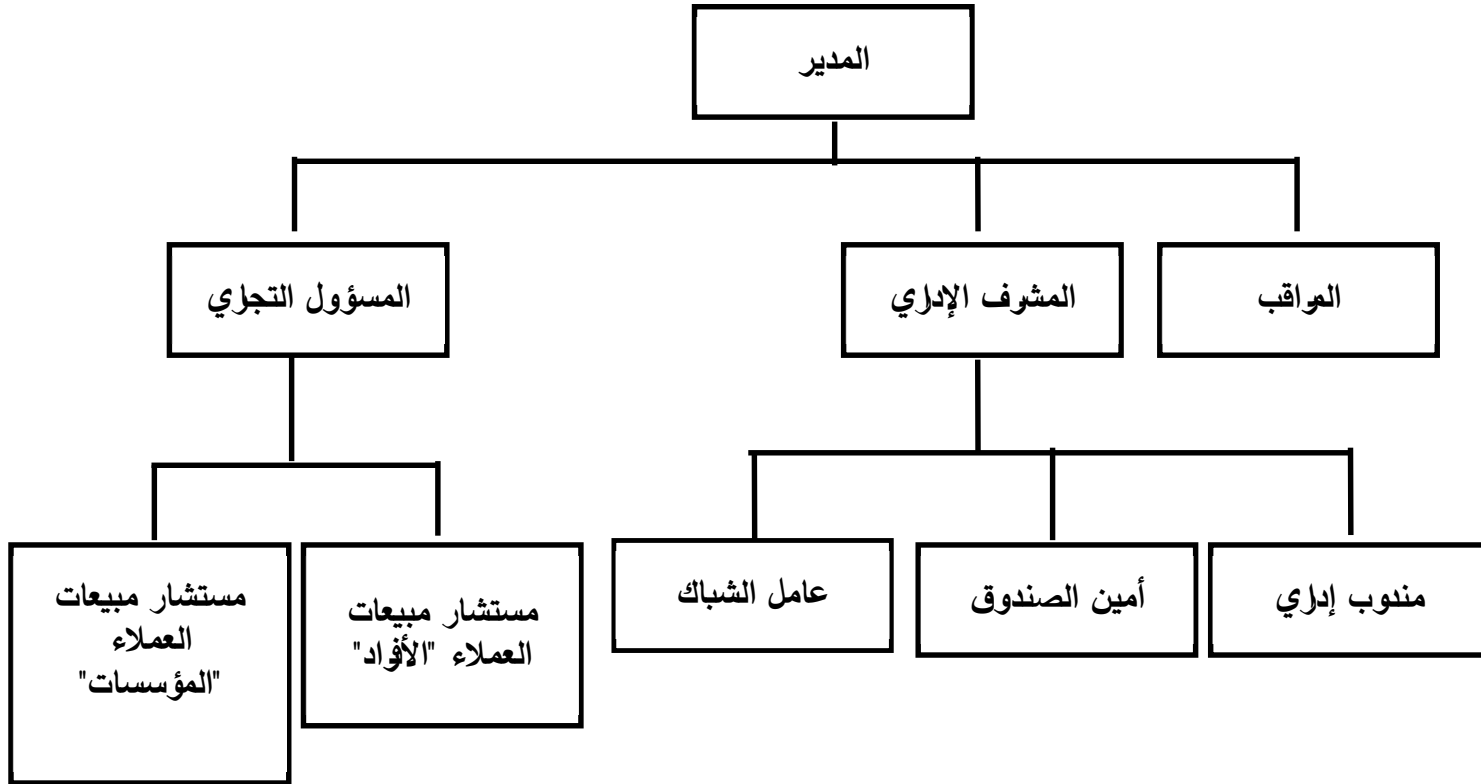 المدير
المراقب
المشرف الإداري
المسؤول التجاري
مندوب إداري
أمين الصندوق
عامل الشباك
مستشار مبيعات
العملاء "الأفراد"
مستشار مبيعات
العملاء
"المؤسسات"